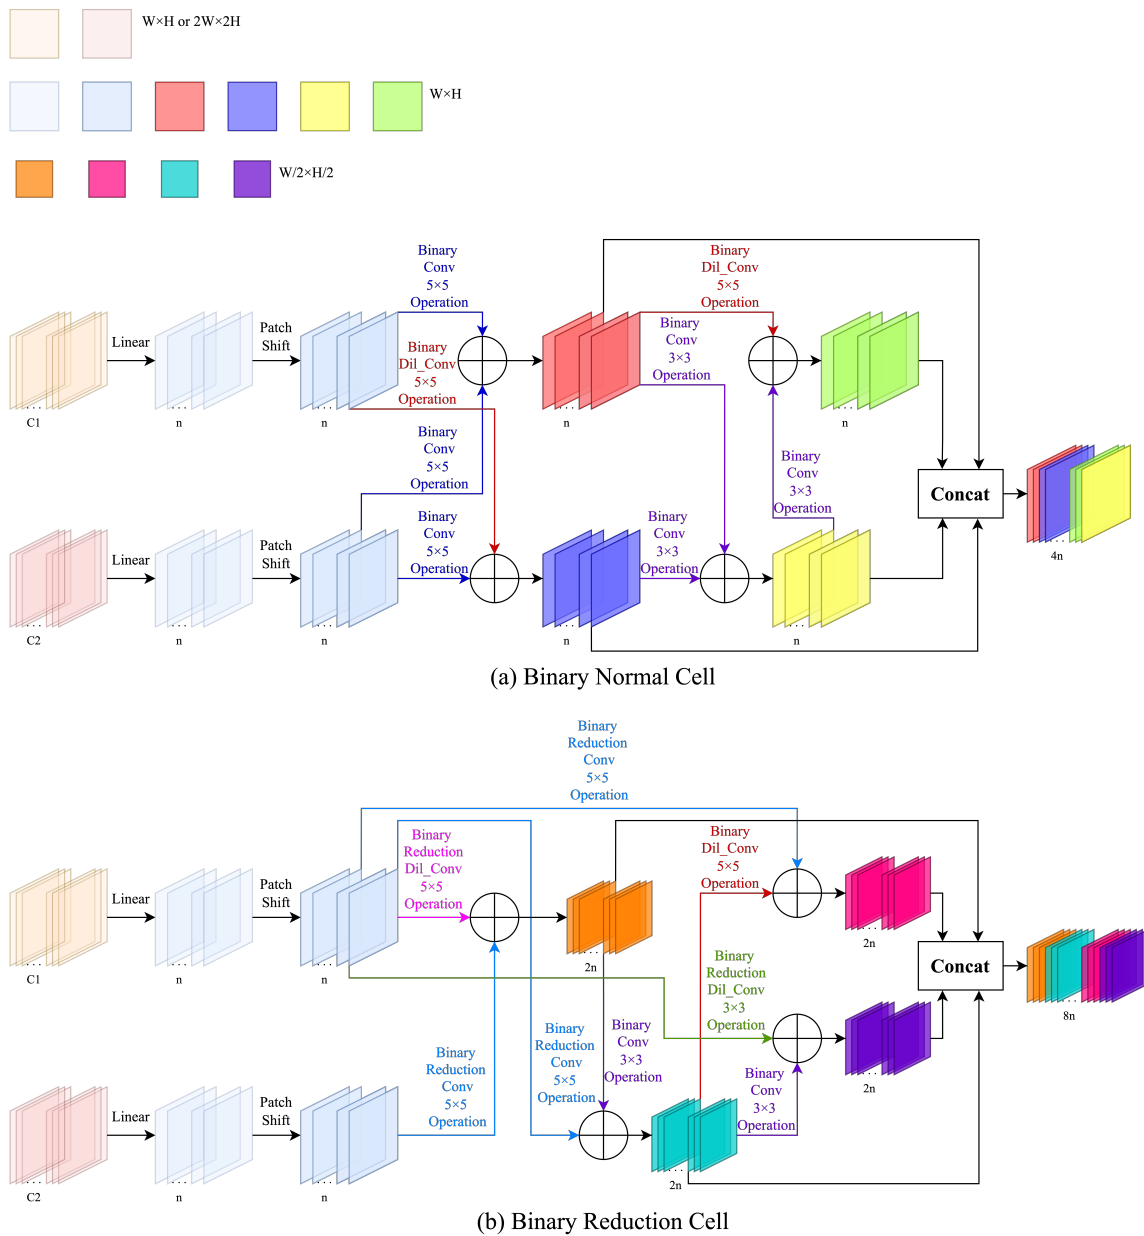 W×H or 2W×2H
W×H
W/2×H/2
Binary
Conv
5×5
Operation
Binary
Dil_Conv
5×5
Operation
Linear
Patch
Shift
Binary
Dil_Conv
5×5
Operation
Binary
Conv
3×3
Operation
. . .
C1
. . .
n
. . .
n
. . .
n
. . .
n
Binary
Conv
5×5
Operation
Binary
Conv
3×3
Operation
Concat
. . .
4n
Linear
Patch
Shift
Binary
Conv
5×5
Operation
Binary
Conv
3×3
Operation
. . .
C2
. . .
n
. . .
n
. . .
n
. . .
n
(a) Binary Normal Cell
Binary
Reduction
Conv
5×5
Operation
Binary
Reduction
Dil_Conv
5×5
Operation
Binary
Dil_Conv
5×5
Operation
Linear
Patch
Shift
. . .
C1
. . .
n
. . .
n
. . .
2n
. . .
2n
Binary
Reduction
Dil_Conv
3×3
Operation
Concat
. . .
8n
Binary
Reduction
Conv
5×5
Operation
Binary
Reduction
Conv
5×5
Operation
Binary
Conv
3×3
Operation
Binary
Conv
3×3
Operation
. . .
2n
Linear
Patch
Shift
. . .
C2
. . .
n
. . .
n
. . .
2n
(b) Binary Reduction Cell